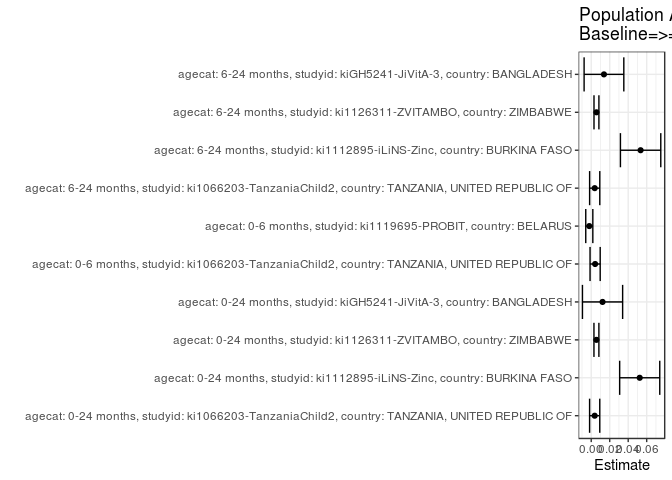 Population
Baseline=>
agecat: 6-24 months, studyid: kiGH5241-JiVitA-3, country: BANGLADESH
agecat: 6-24 months, studyid: ki1126311-ZVITAMBO, country: ZIMBABWE
agecat: 6-24 months, studyid: ki1112895-iLiNS-Zinc, country: BURKINA FASO
agecat: 6-24 months, studyid: ki1066203-TanzaniaChild2, country: TANZANIA, UNITED REPUBLIC OF
agecat: 0-6 months, studyid: ki1119695-PROBIT, country: BELARUS
agecat: 0-6 months, studyid: ki1066203-TanzaniaChild2, country: TANZANIA, UNITED REPUBLIC OF
agecat: 0-24 months, studyid: kiGH5241-JiVitA-3, country: BANGLADESH
agecat: 0-24 months, studyid: ki1126311-ZVITAMBO, country: ZIMBABWE
agecat: 0-24 months, studyid: ki1112895-iLiNS-Zinc, country: BURKINA FASO
agecat: 0-24 months, studyid: ki1066203-TanzaniaChild2, country: TANZANIA, UNITED REPUBLIC OF
0.00 0.02 0.04 0.06
Estimate